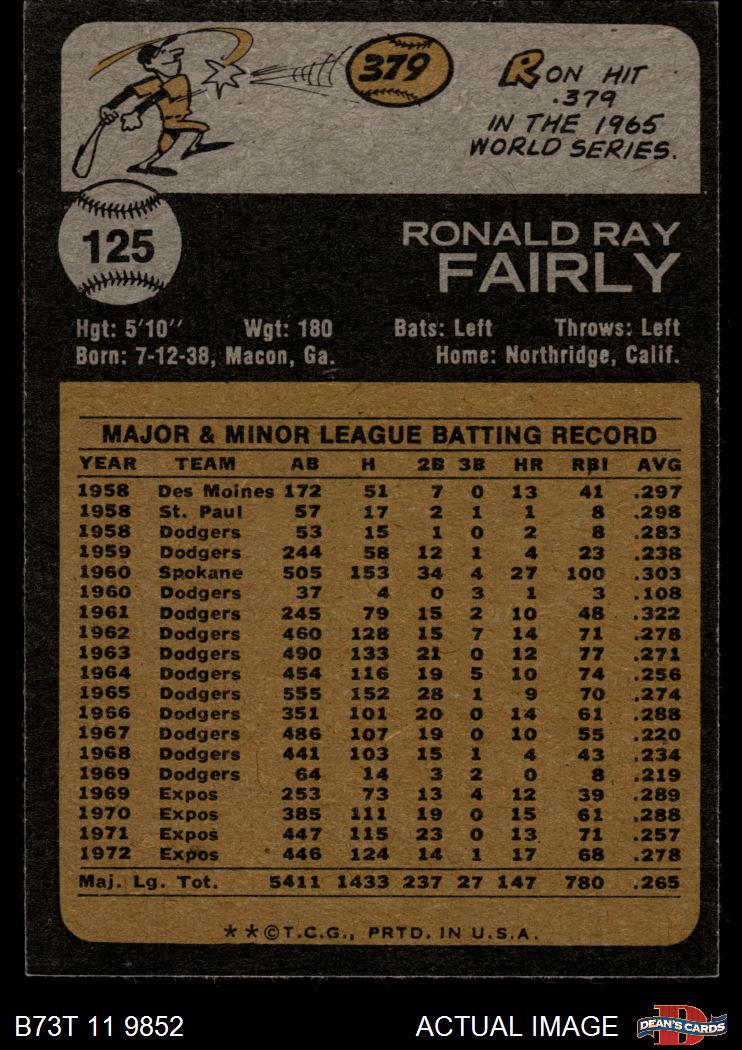 379
RON HIT
.379
IN THE 1965
WORLD SERIES.
125
RONALD RAY
FAIRLY
Hgt: 5'10'' Wgt: 180 Bats: Left Throws: Left
Born: 7-12-38, Macon, Ga. Home: Northridge, Calif.
MAJOR & MINOR LEAGUE BATTING RECORD
YEAR TEAM AB H 2B 3B HR RBI AVG
1958 Des Moines 172 51 7 0 13 41 .297
1958 St. Paul 57 17 2 1 1 8 .298
1958 Dodgers 53 15 1 0 2 8 .283
1959 Dodgers 244 58 12 1 4 23 .238
1960 Spokane 505 153 34 4 27 100 .303
1960 Dodgers 37 4 0 3 1 3 .108
1961 Dodgers 245 79 15 2 10 48 .322
1962 Dodgers 460 128 15 7 14 71 .278
1963 Dodgers 490 133 21 0 12 77 .271
1964 Dodgers 454 116 19 5 10 74 .256
1965 Dodgers 555 152 28 1 9 70 .274
1966 Dodgers 351 101 20 0 14 61 .288
1967 Dodgers 486 107 19 0 10 55 .220
1968 Dodgers 441 103 15 1 4 43 .234
1969 Dodgers 64 14 3 2 0 8 .219
1969 Expos 253 73 13 4 12 39 .289
1970 Expos 385 111 19 0 15 61 .288
1971 Expos 447 115 23 0 13 71 .257
1972 Expos 446 124 14 1 17 68 .278
Maj. Lg. Tot. 5411 1433 237 27 147 780 .265
**©T.C.G., PRTD. IN U.S.A.
B73T 11 9852 ACTUAL IMAGE DEAN'S CARDS